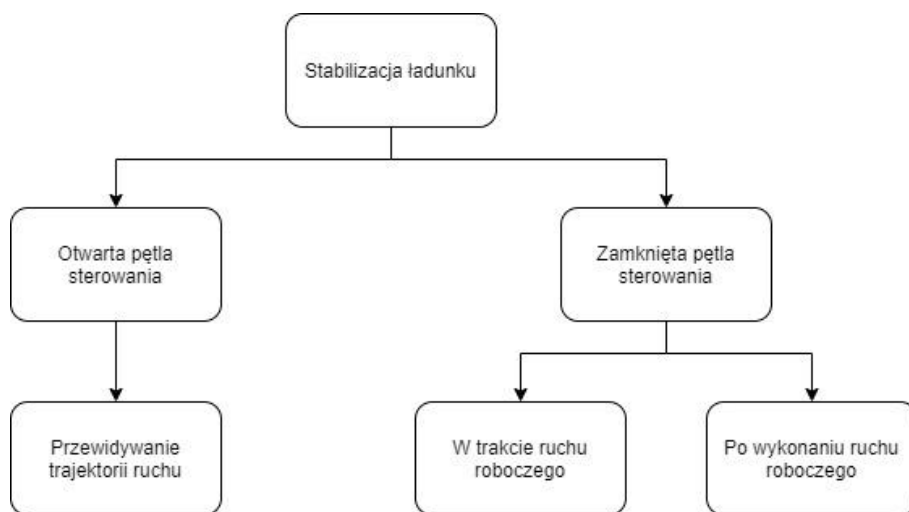 Stabilizacja ładunku
Otwarta pętla
sterowania
Zamknięta pętla
sterowania
Przewidywanie
trajektorii ruchu
W trakcie ruchu
roboczego
Po wykonaniu ruchu
roboczego